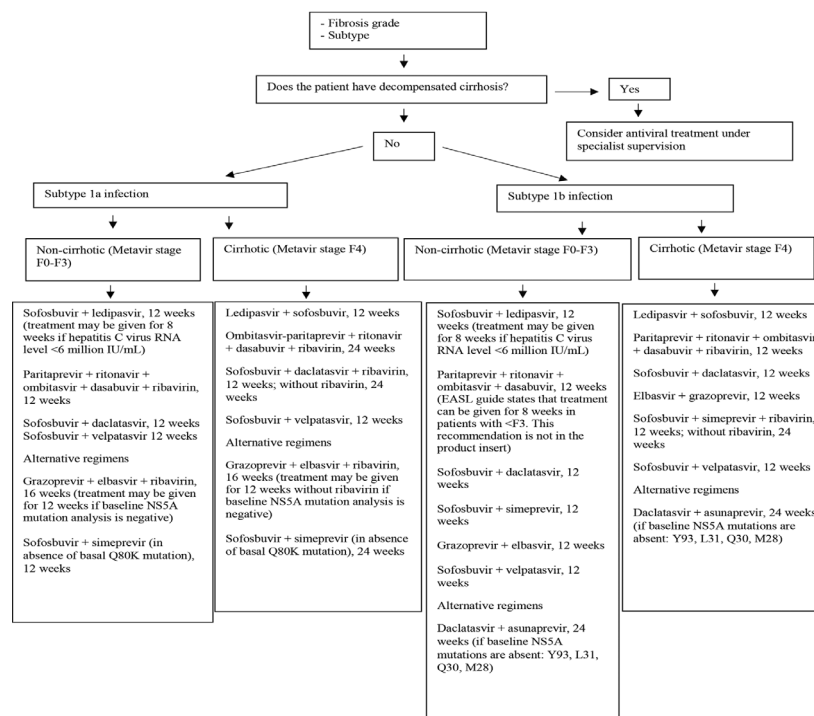 - Fibrosis grade
- Subtype
Does the patient have decompensated cirrhosis?
Yes
Consider antiviral treatment under
specialist supervision
No
Subtype 1a infection
Subtype 1b infection
Non-cirrhotic (Metavir stage
F0-F3)
Cirrhotic (Metavir stage F4)
Non-cirrhotic (Metavir stage F0-F3)
Cirrhotic (Metavir stage F4)
Sofosbuvir + ledipasvir, 12 weeks
(treatment may be given for 8
weeks if hepatitis C virus RNA
level <6 million IU/mL)
Paritaprevir + ritonavir +
ombitasvir + dasabuvir + ribavirin,
12 weeks
Sofosbuvir + daclatasvir, 12 weeks
Sofosbuvir + velpatasvir 12 weeks
Alternative regimens
Grazoprevir + elbasvir + ribavirin,
16 weeks (treatment may be given
for 12 weeks if baseline NS5A
mutation analysis is negative)
Sofosbuvir + simeprevir (in
absence of basal Q80K mutation),
12 weeks
Ledipasvir + sofosbuvir, 12 weeks
Ombitasvir-paritaprevir + ritonavir
+ dasabuvir + ribavirin, 24 weeks
Sofosbuvir + daclatasvir + ribavirin,
12 weeks; without ribavirin, 24
weeks
Sofosbuvir + velpatasvir, 12 weeks
Alternative regimens
Grazoprevir + elbasvir + ribavirin,
16 weeks (treatment may be given
for 12 weeks without ribavirin if
baseline NS5A mutation analysis is
negative)
Sofosbuvir + simeprevir (in absence
of basal Q80K mutation), 24 weeks
Sofosbuvir + ledipasvir, 12
weeks (treatment may be given
for 8 weeks if hepatitis C virus
RNA level <6 million IU/mL)
Paritaprevir + ritonavir +
ombitasvir + dasabuvir, 12 weeks
(EASL guide states that treatment
can be given for 8 weeks in
patients with <F3. This
recommendation is not in the
product insert)
Sofosbuvir + daclatasvir, 12
weeks
Sofosbuvir + simeprevir, 12
weeks
Grazoprevir + elbasvir, 12 weeks
Sofosbuvir + velpatasvir, 12
weeks
Alternative regimens
Daclatasvir + asunaprevir, 24
weeks (if baseline NS5A
mutations are absent: Y93, L31,
Q30, M28)
Ledipasvir + sofosbuvir, 12 weeks
Paritaprevir + ritonavir + ombitasvir
+ dasabuvir + ribavirin, 12 weeks
Sofosbuvir + daclatasvir, 12 weeks
Elbasvir + grazoprevir, 12 weeks
Sofosbuvir + simeprevir + ribavirin,
12 weeks; without ribavirin, 24
weeks
Sofosbuvir + velpatasvir, 12 weeks
Alternative regimens
Daclatasvir + asunaprevir, 24 weeks
(if baseline NS5A mutations are
absent: Y93, L31, Q30, M28)